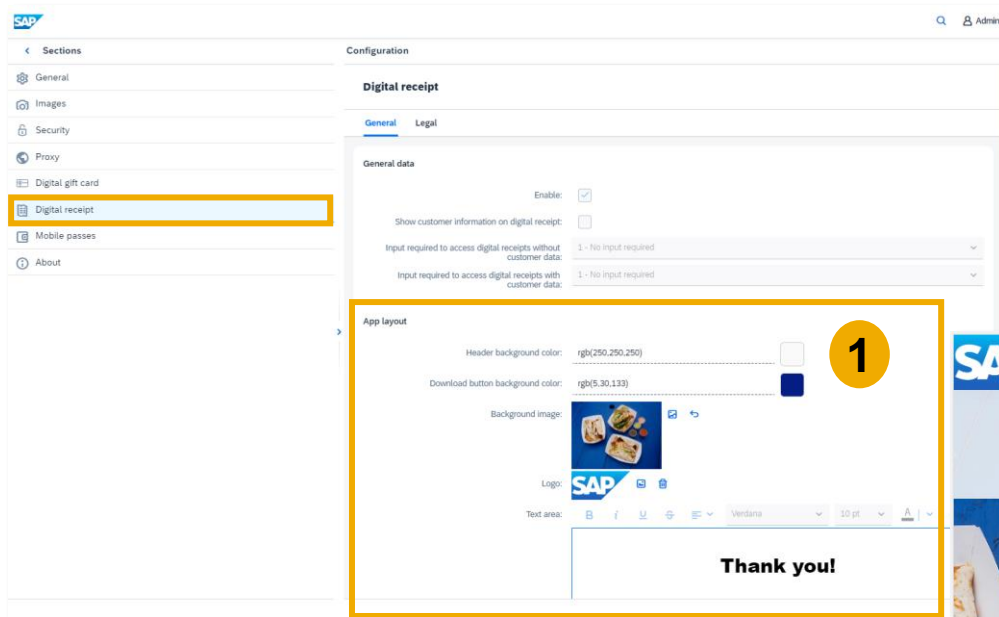 SAP
Admin
Sections
Configuration
General
Images
Security
Proxy
Digital gift card
Digital receipt
Mobile passes
About
Digital receipt
General Legal
General data
Enable:
Show customer information on digital receipt:
Input required to access digital receipts without
customer data:
1 - No input required
Input required to access digital receipts with
customer data:
1 - No input required
App layout
1
Header background color: rgb(250,250,250)
Download button background color: rgb(5,30,133)
Background image:
Logo: SAP
Text area: B i U S Verdana 10 pt A
Thank you!